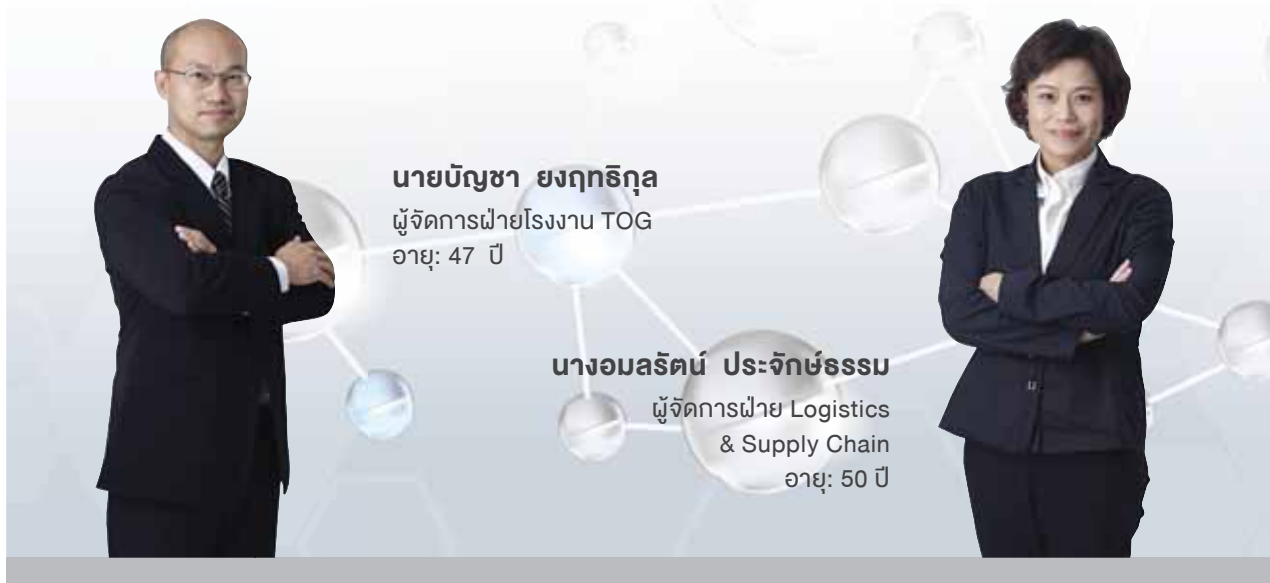 นายบัญชา ยงฤทธิกุล
ผู้จัดการฝ่ายโรงงาน TOG
อายุ: 47 ปี
นางอมลรัตน์ ประจักษ์ธรรม
ผู้จัดการฝ่าย Logistics
& Supply Chain
อายุ: 50 ปี